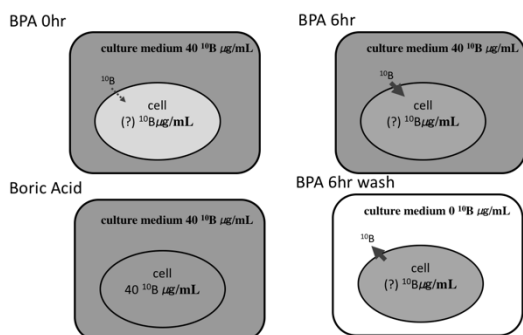 BPA 0hr
culture medium 40 ¹⁰B μg/mL
¹⁰B
cell
(?) ¹⁰Bμg/mL
BPA 6hr
culture medium 40 ¹⁰B μg/mL
¹⁰B
cell
(?) ¹⁰Bμg/mL
Boric Acid
culture medium 40 ¹⁰B μg/mL
cell
40 ¹⁰B μg/mL
BPA 6hr wash
culture medium 0 ¹⁰B μg/mL
¹⁰B
cell
(?) ¹⁰B μg/mL